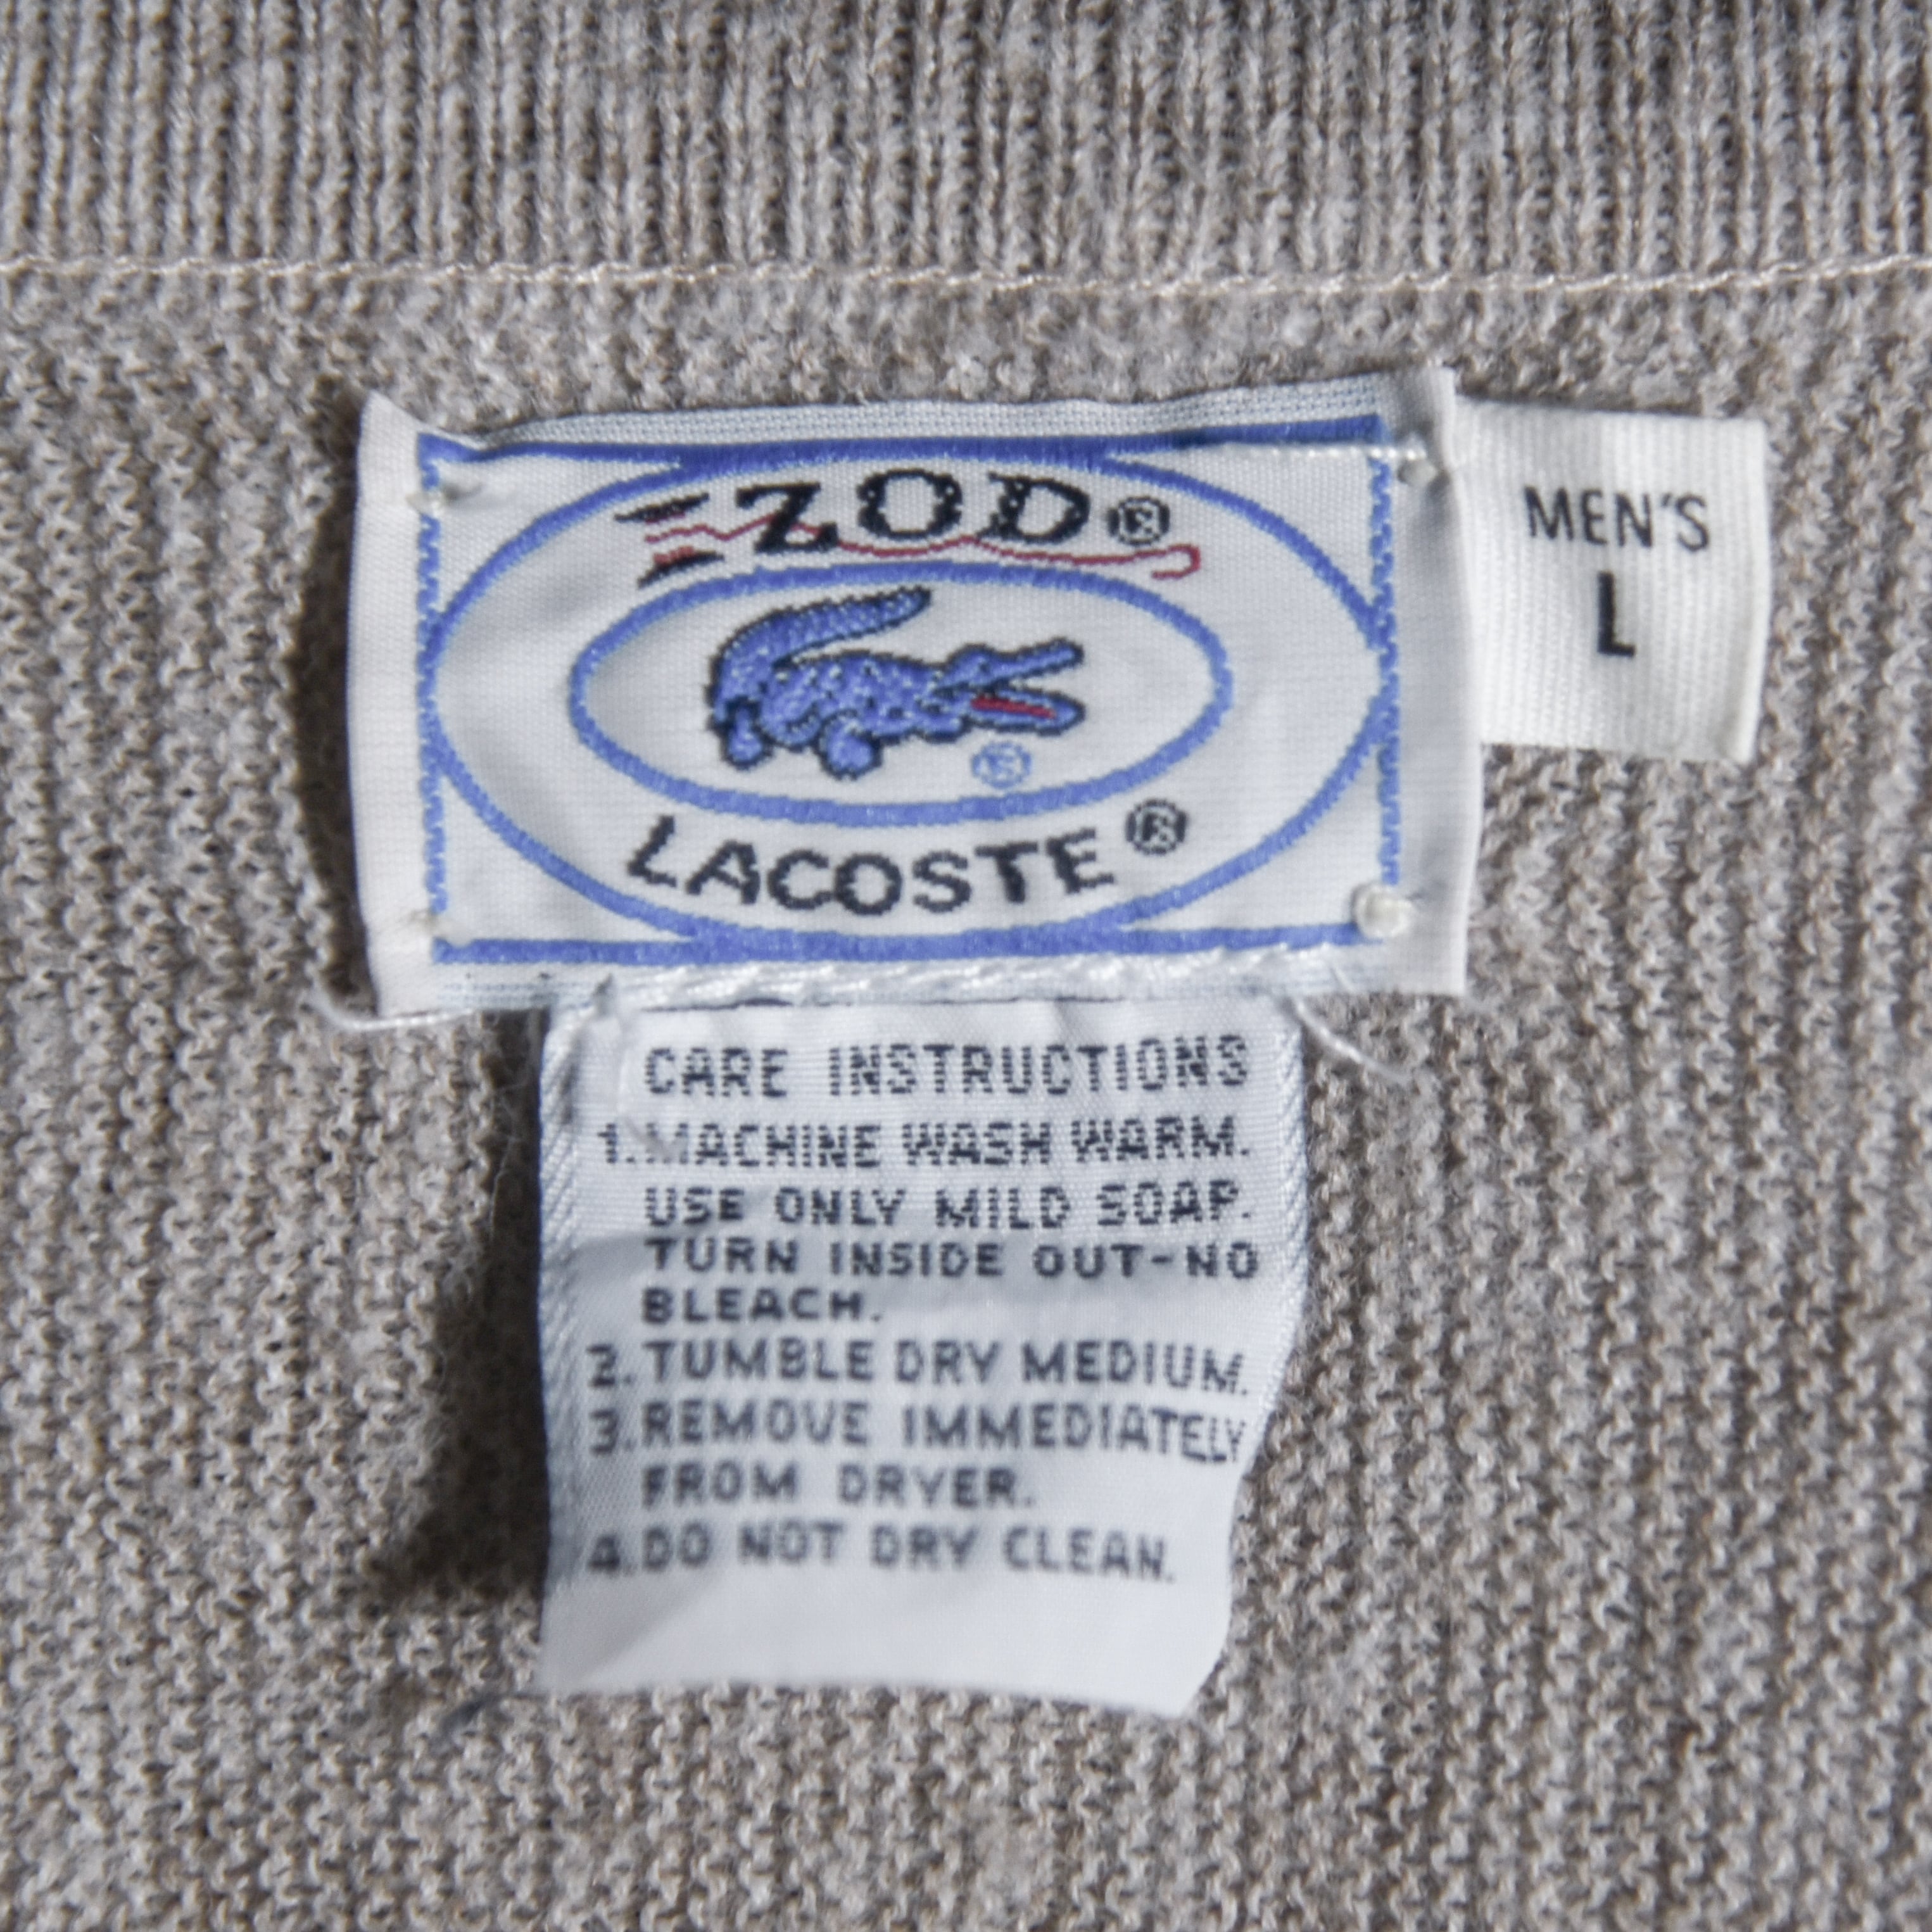 IZOD®
®
LACOSTE®
MEN'S
L
CARE INSTRUCTIONS
1. MACHINE WASH WARM.
USE ONLY MILD SOAP.
TURN INSIDE OUT-NO
BLEACH.
2. TUMBLE DRY MEDIUM.
3. REMOVE IMMEDIATELY
FROM DRYER.
4. DO NOT DRY CLEAN.